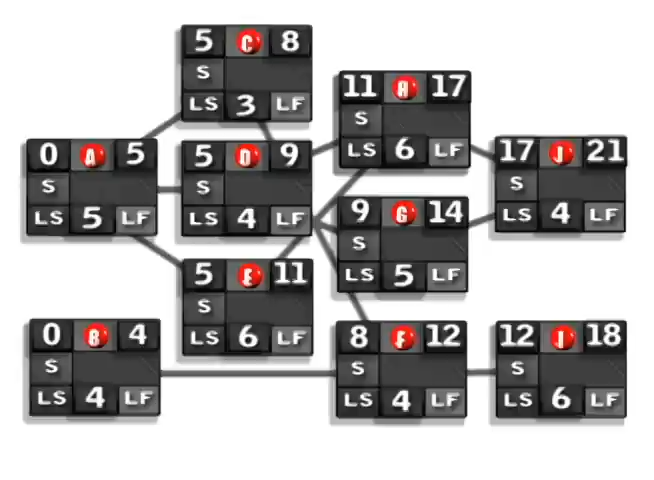 5 C 8
S
LS 3 LF
11 H 17
S
LS 6 LF
0 A 5
S
LS 5 LF
5 D 9
S
LS 4 LF
17 J 21
S
LS 4 LF
9 G 14
S
LS 5 LF
5 E 11
S
LS 6 LF
0 B 4
S
LS 4 LF
8 F 12
S
LS 4 LF
12 I 18
S
LS 6 LF